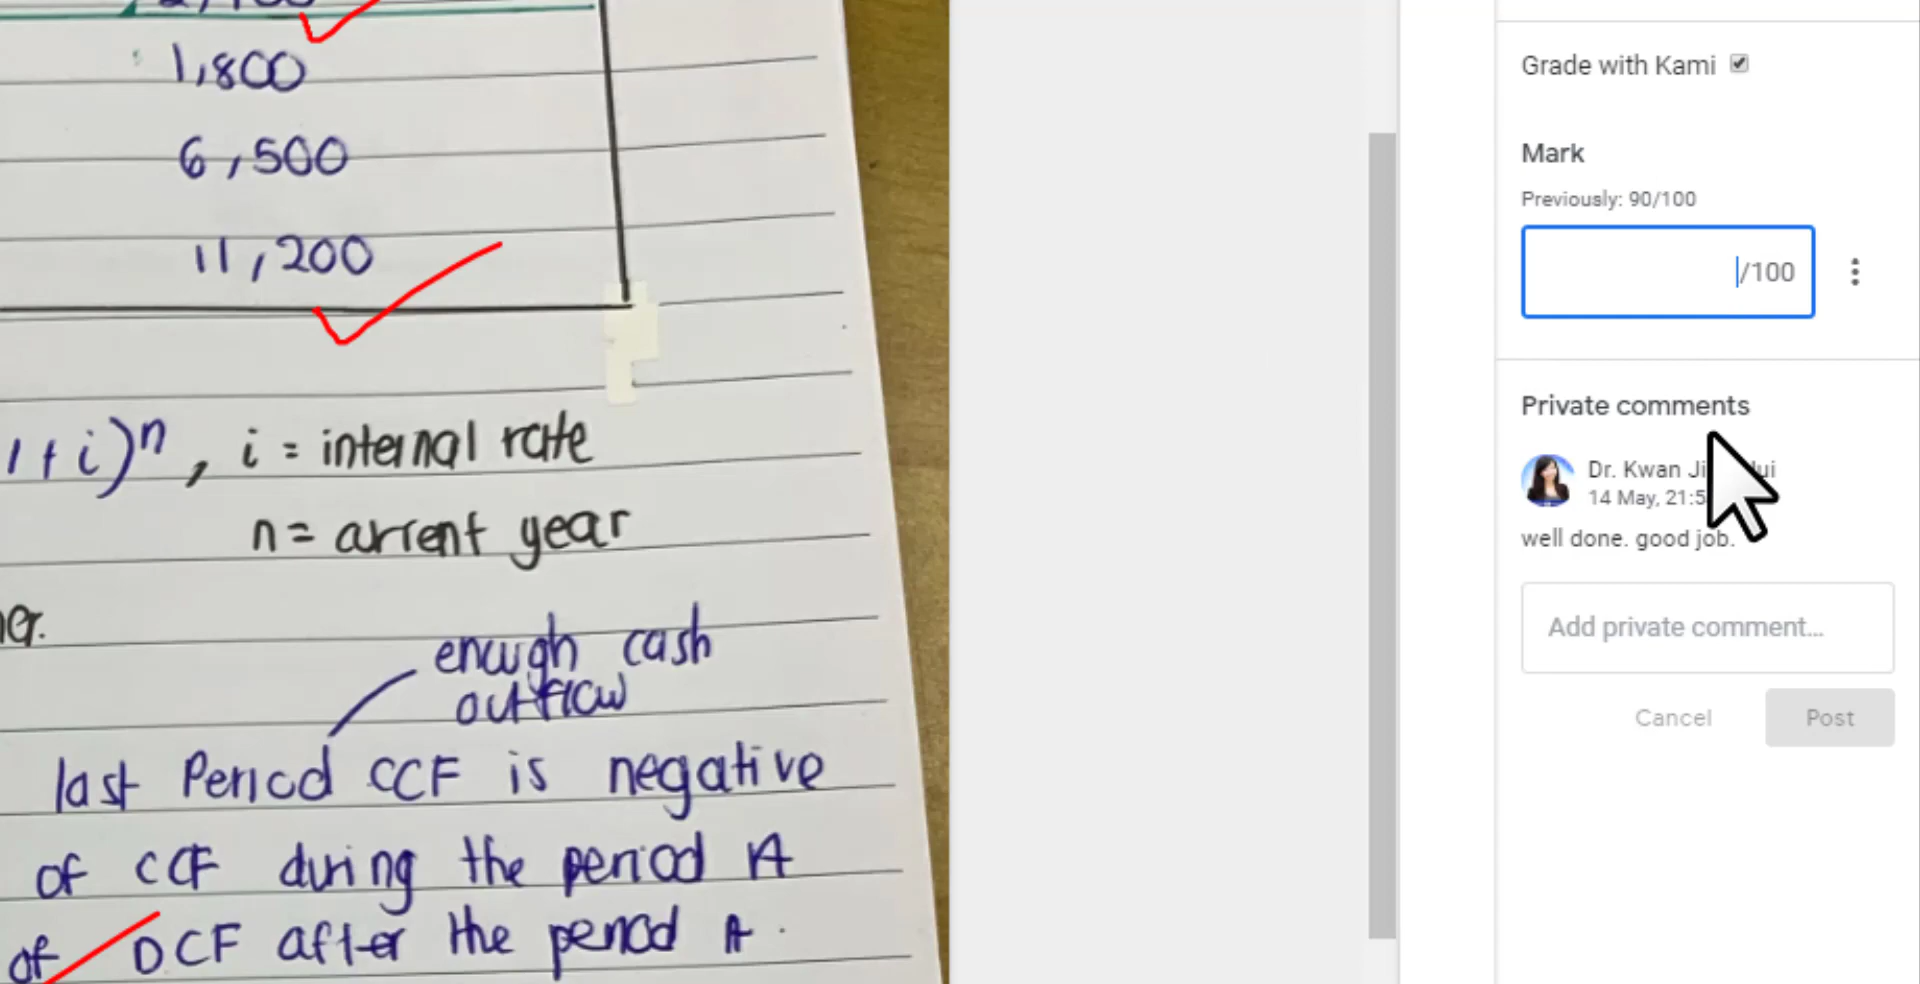 1,800
6,500
11,200
1+i)ⁿ, i = internal rate
n = current year
enough cash
outflow
last Period CCF is negative
of CCF during the period A
of DCF after the period A.
Grade with Kami
Mark
Previously: 90/100
/100
Private comments
Dr. Kwan
14 May, 21:5
well done. good job.
Add private comment...
Cancel
Post